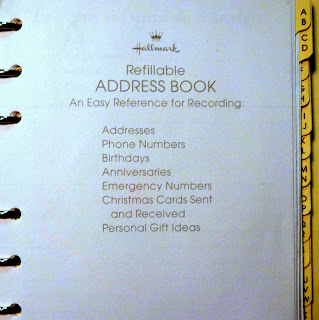 Hallmark
Refillable
ADDRESS BOOK
An Easy Reference for Recording:
Addresses
Phone Numbers
Birthdays
Anniversaries
Emergency Numbers
Christmas Cards Sent
and Received
Personal Gift Ideas
A
B
C
D
I
J
K
L
M
N